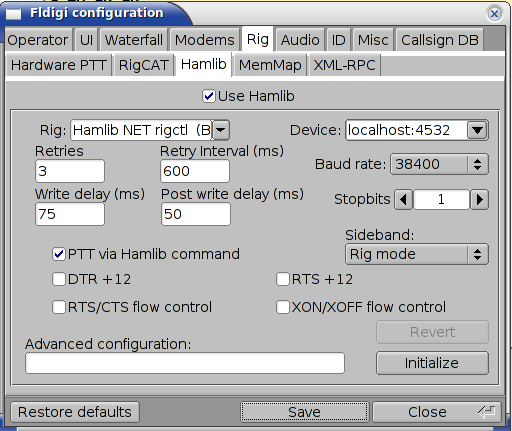 Fldigi configuration
Operator UI Waterfall Modems Rig Audio ID Misc Callsign DB
Hardware PTT RigCAT Hamlib MemMap XML-RPC
Use Hamlib
Rig: Hamlib NET rigctl (B Device: localhost:4532
Retries Retry Interval (ms)
3 600 Baud rate: 38400
Write delay (ms) Post write delay (ms)
75 50 Stopbits 1
Sideband:
PTT via Hamlib command Rig mode
DTR +12 RTS +12
RTS/CTS flow control XON/XOFF flow control
Revert
Advanced configuration:
Initialize
Restore defaults Save Close